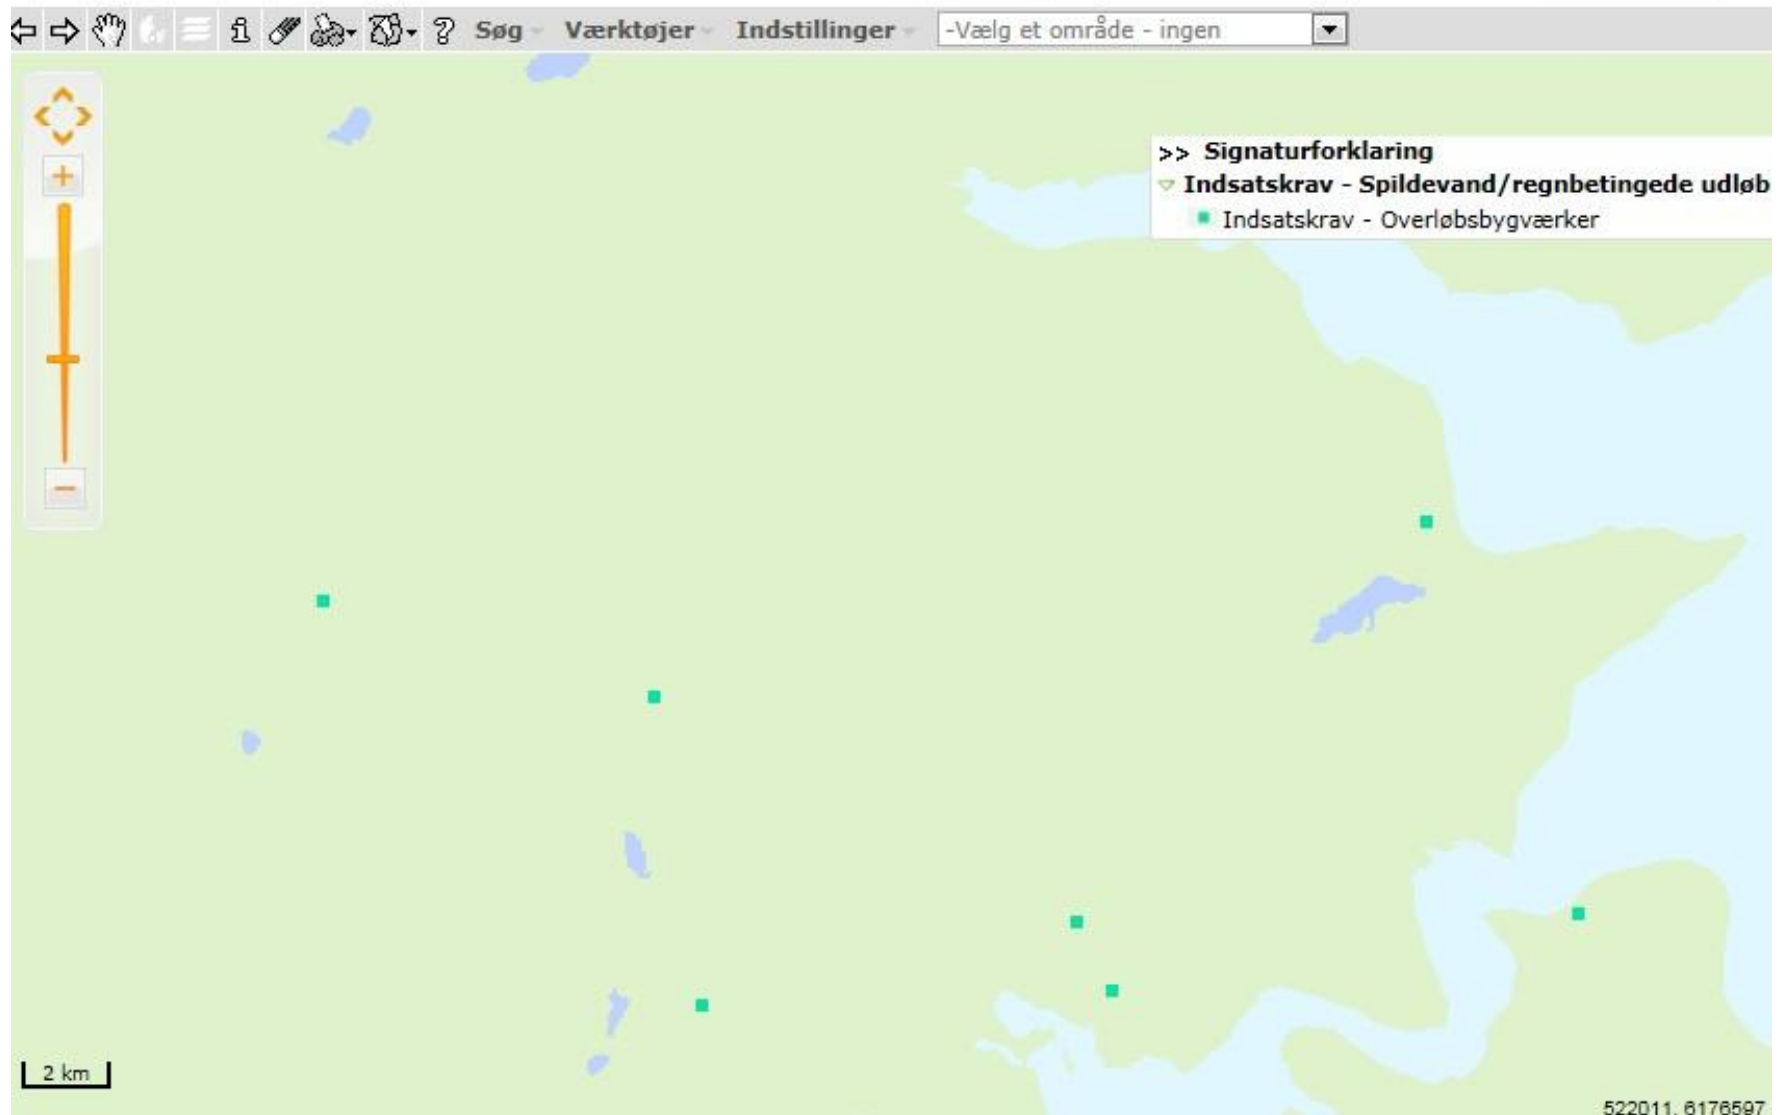 Søg Værktøjer Indstillinger -Vælg et område - ingen
>> Signaturforklaring
Indsatskrav - Spildevand/regnbetingede udløb
Indsatskrav - Overløbsbygværker
2 km
522011, 6176597